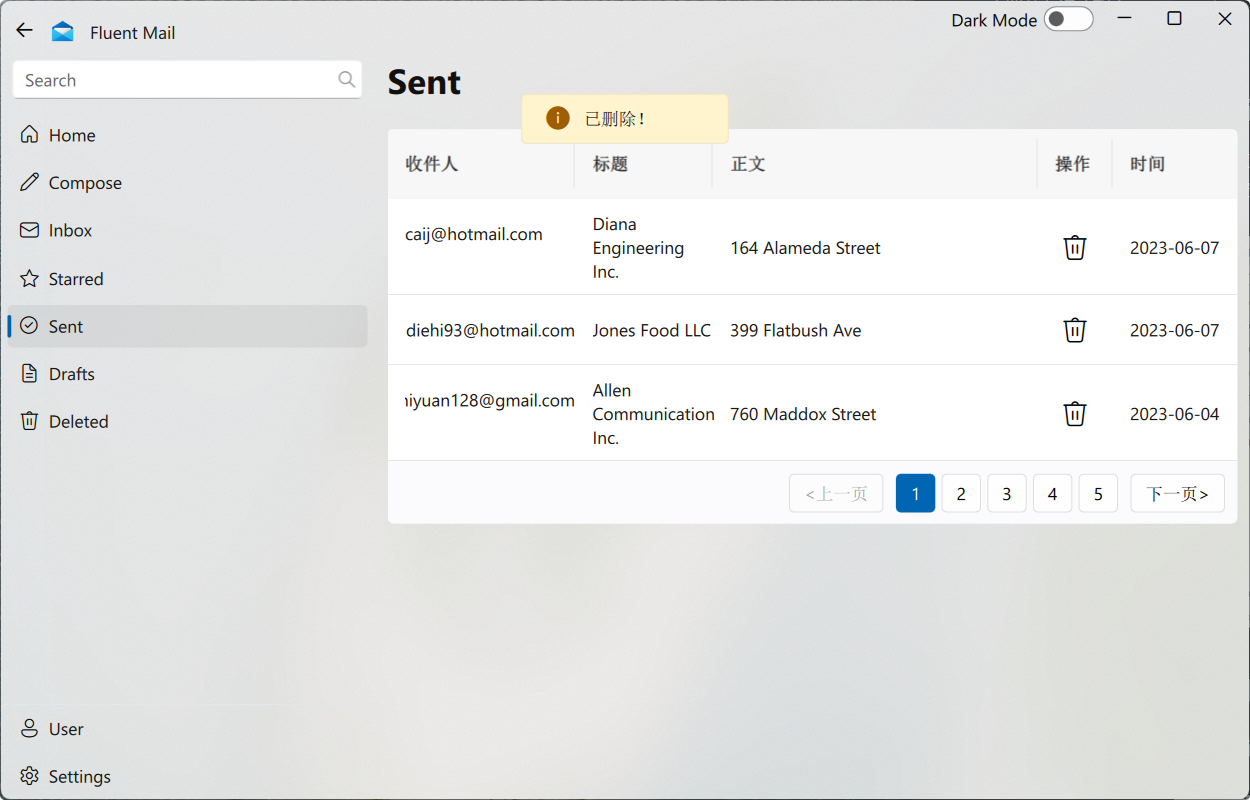 Fluent Mail
Dark Mode
Search
Home
Compose
Inbox
Starred
Sent
Drafts
Deleted
User
Settings
Sent
已删除！
收件人 标题 正文 操作 时间
caij@hotmail.com Diana Engineering Inc. 164 Alameda Street 2023-06-07
diehi93@hotmail.com Jones Food LLC 399 Flatbush Ave 2023-06-07
iyuan128@gmail.com Allen Communication Inc. 760 Maddox Street 2023-06-04
<上一页 1 2 3 4 5 下一页>